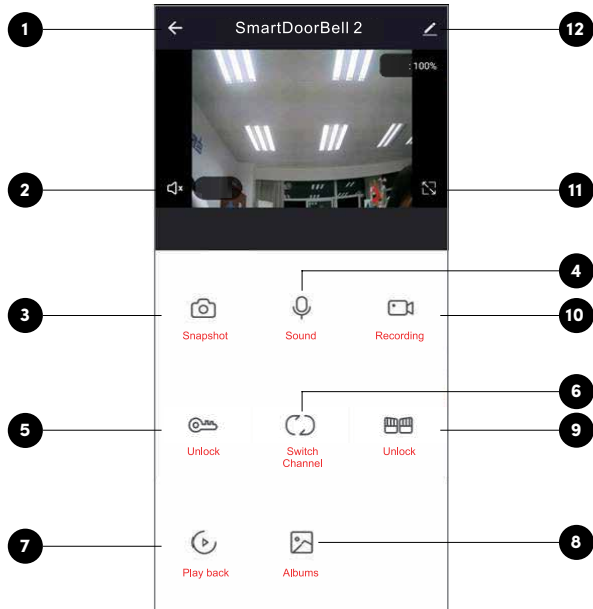 1
SmartDoorBell 2
12
: 100%
2
11
4
3
10
Snapshot
Sound
Recording
6
5
9
Unlock
Switch
Channel
Unlock
7
8
Play back
Albums